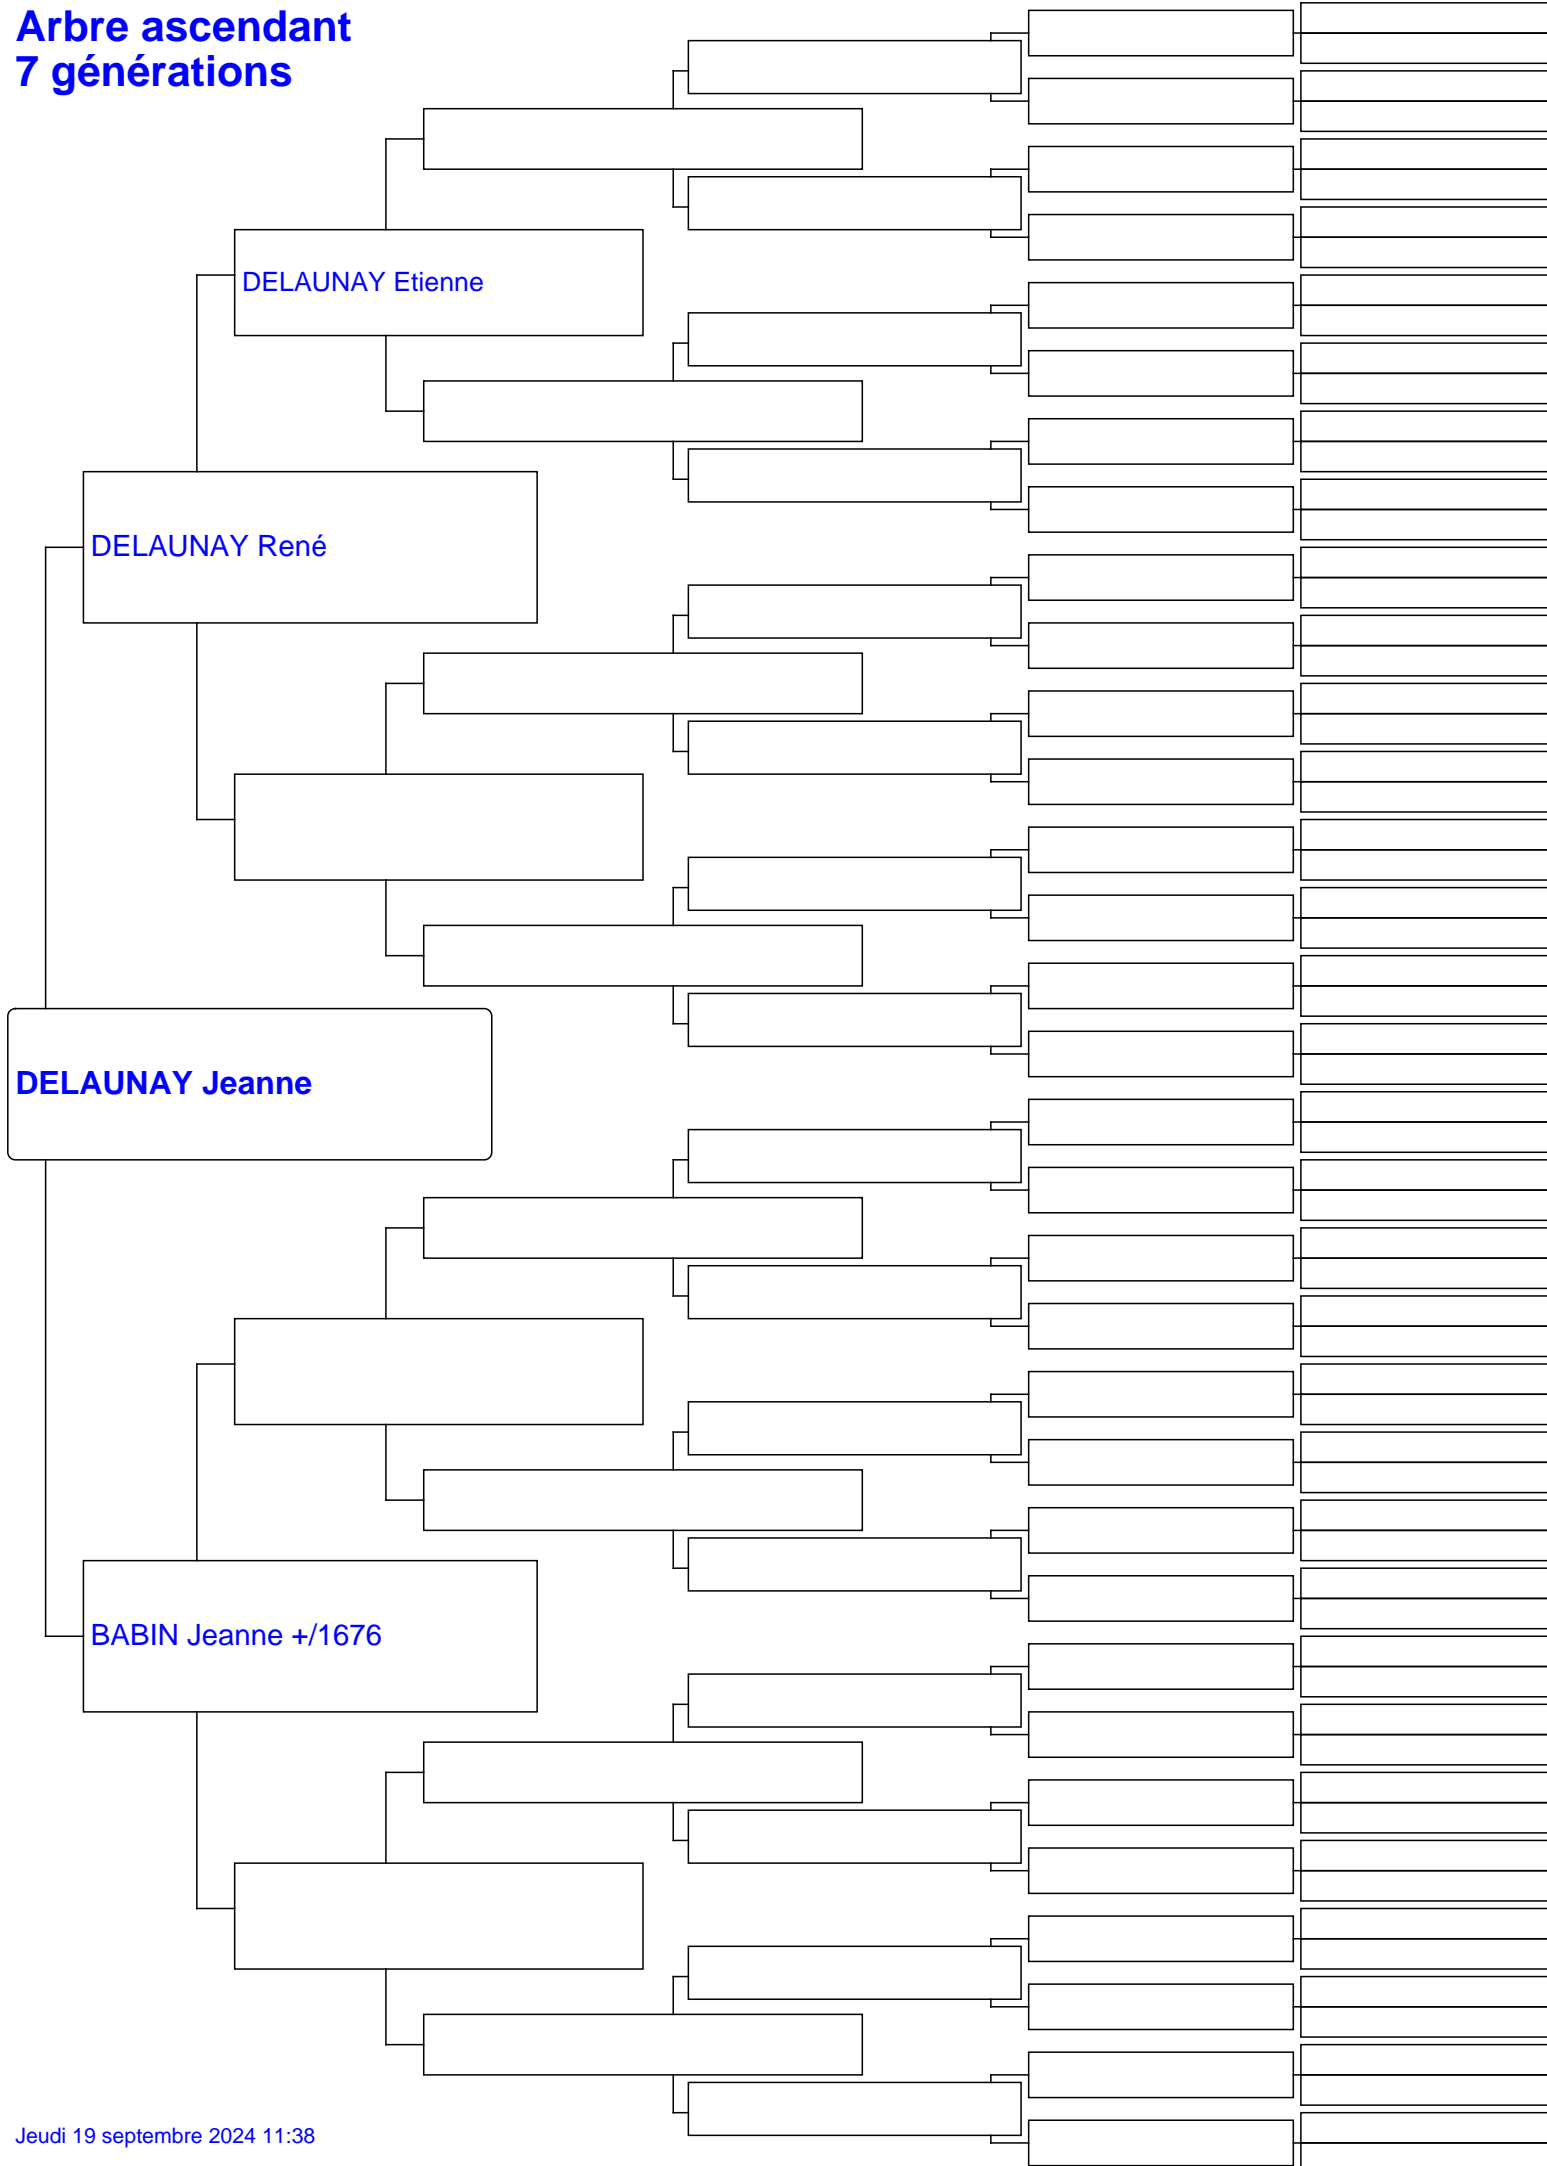 Arbre ascendant
7 générations
DELAUNAY Etienne
DELAUNAY René
DELAUNAY Jeanne
BABIN Jeanne +/1676
Jeudi 19 septembre 2024 11:38